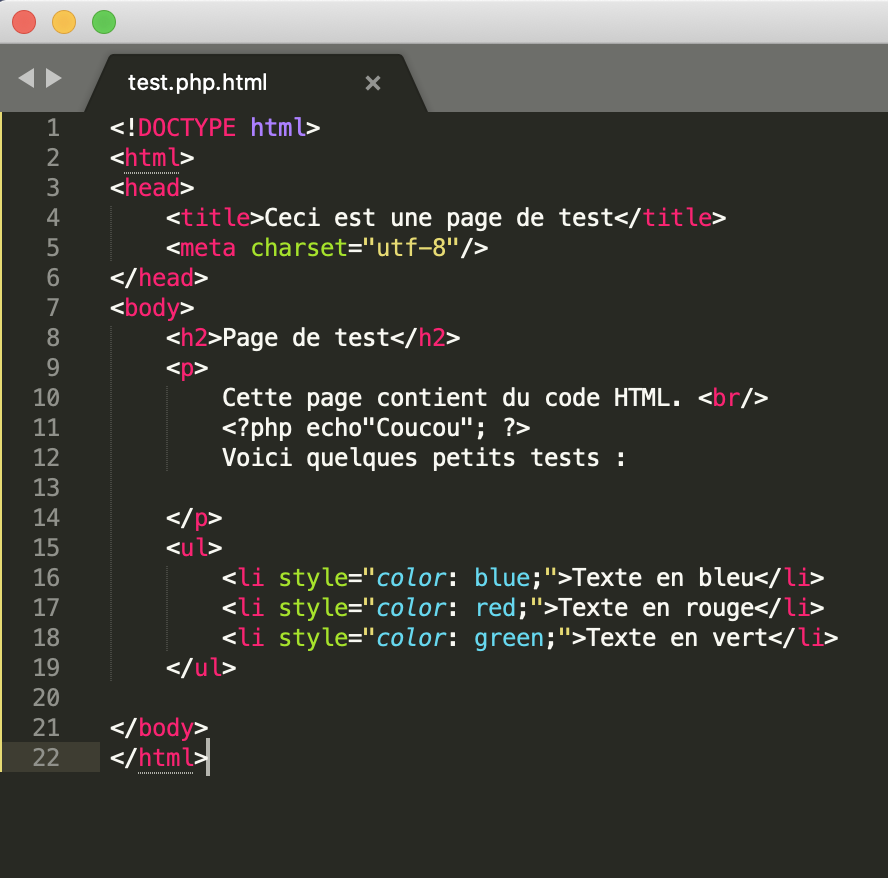 test.php.html ×
1 <!DOCTYPE html>
2 <html>
3 <head>
4     <title>Ceci est une page de test</title>
5     <meta charset="utf-8"/>
6 </head>
7 <body>
8     <h2>Page de test</h2>
9     <p>
10         Cette page contient du code HTML. <br/>
11         <?php echo"Coucou"; ?>
12         Voici quelques petits tests :
13
14     </p>
15     <ul>
16         <li style="color: blue;">Texte en bleu</li>
17         <li style="color: red;">Texte en rouge</li>
18         <li style="color: green;">Texte en vert</li>
19     </ul>
20
21 </body>
22 </html>